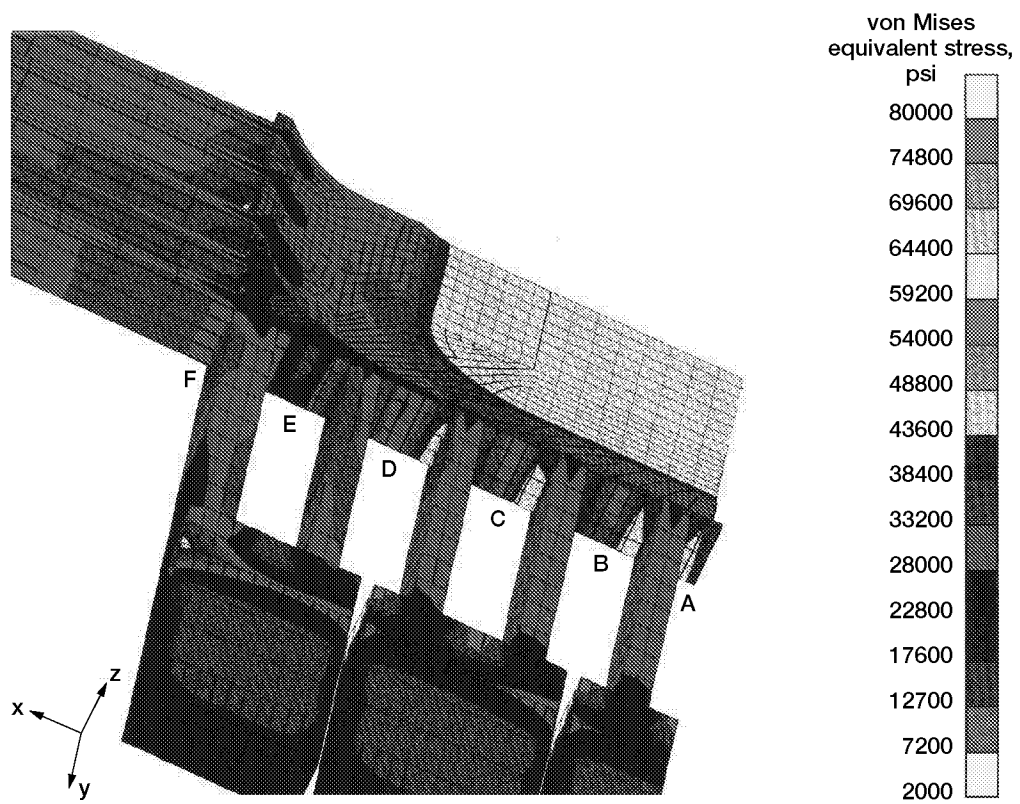 von Mises
equivalent stress,
psi
80000
74800
69600
64400
59200
54000
48800
43600
38400
33200
28000
22800
17600
12700
7200
2000
F
E
D
C
B
A
z
x
y